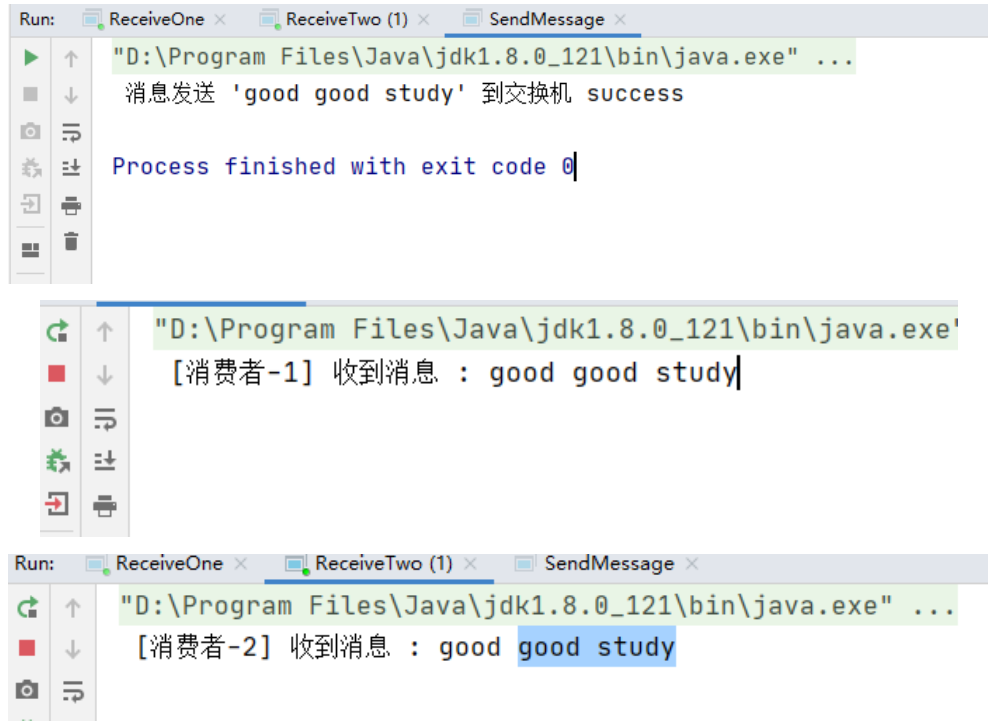 Run: ReceiveOne × ReceiveTwo (1) × SendMessage ×
"D:\Program Files\Java\jdk1.8.0_121\bin\java.exe" ...
消息发送 'good good study' 到交换机 success
Process finished with exit code 0
"D:\Program Files\Java\jdk1.8.0_121\bin\java.exe"
[消费者-1] 收到消息 : good good study
Run: ReceiveOne × ReceiveTwo (1) × SendMessage ×
"D:\Program Files\Java\jdk1.8.0_121\bin\java.exe" ...
[消费者-2] 收到消息 : good good study